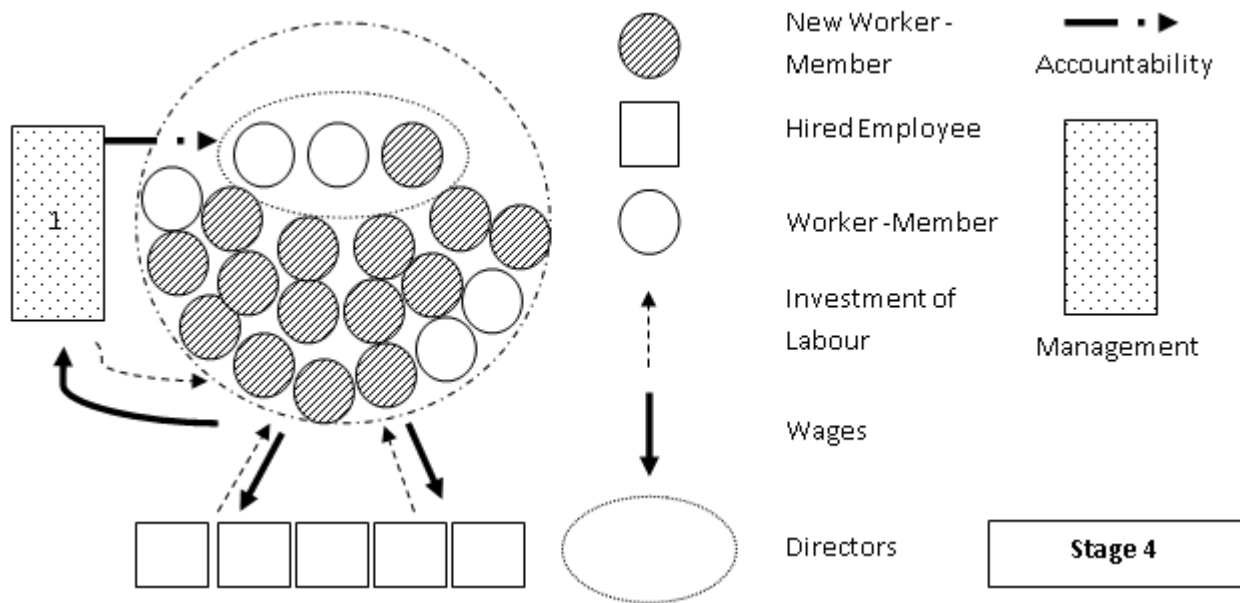 New Worker -
Member
Accountability
Hired Employee
1
Worker -Member
Investment of
Labour
Management
Wages
Directors
Stage 4